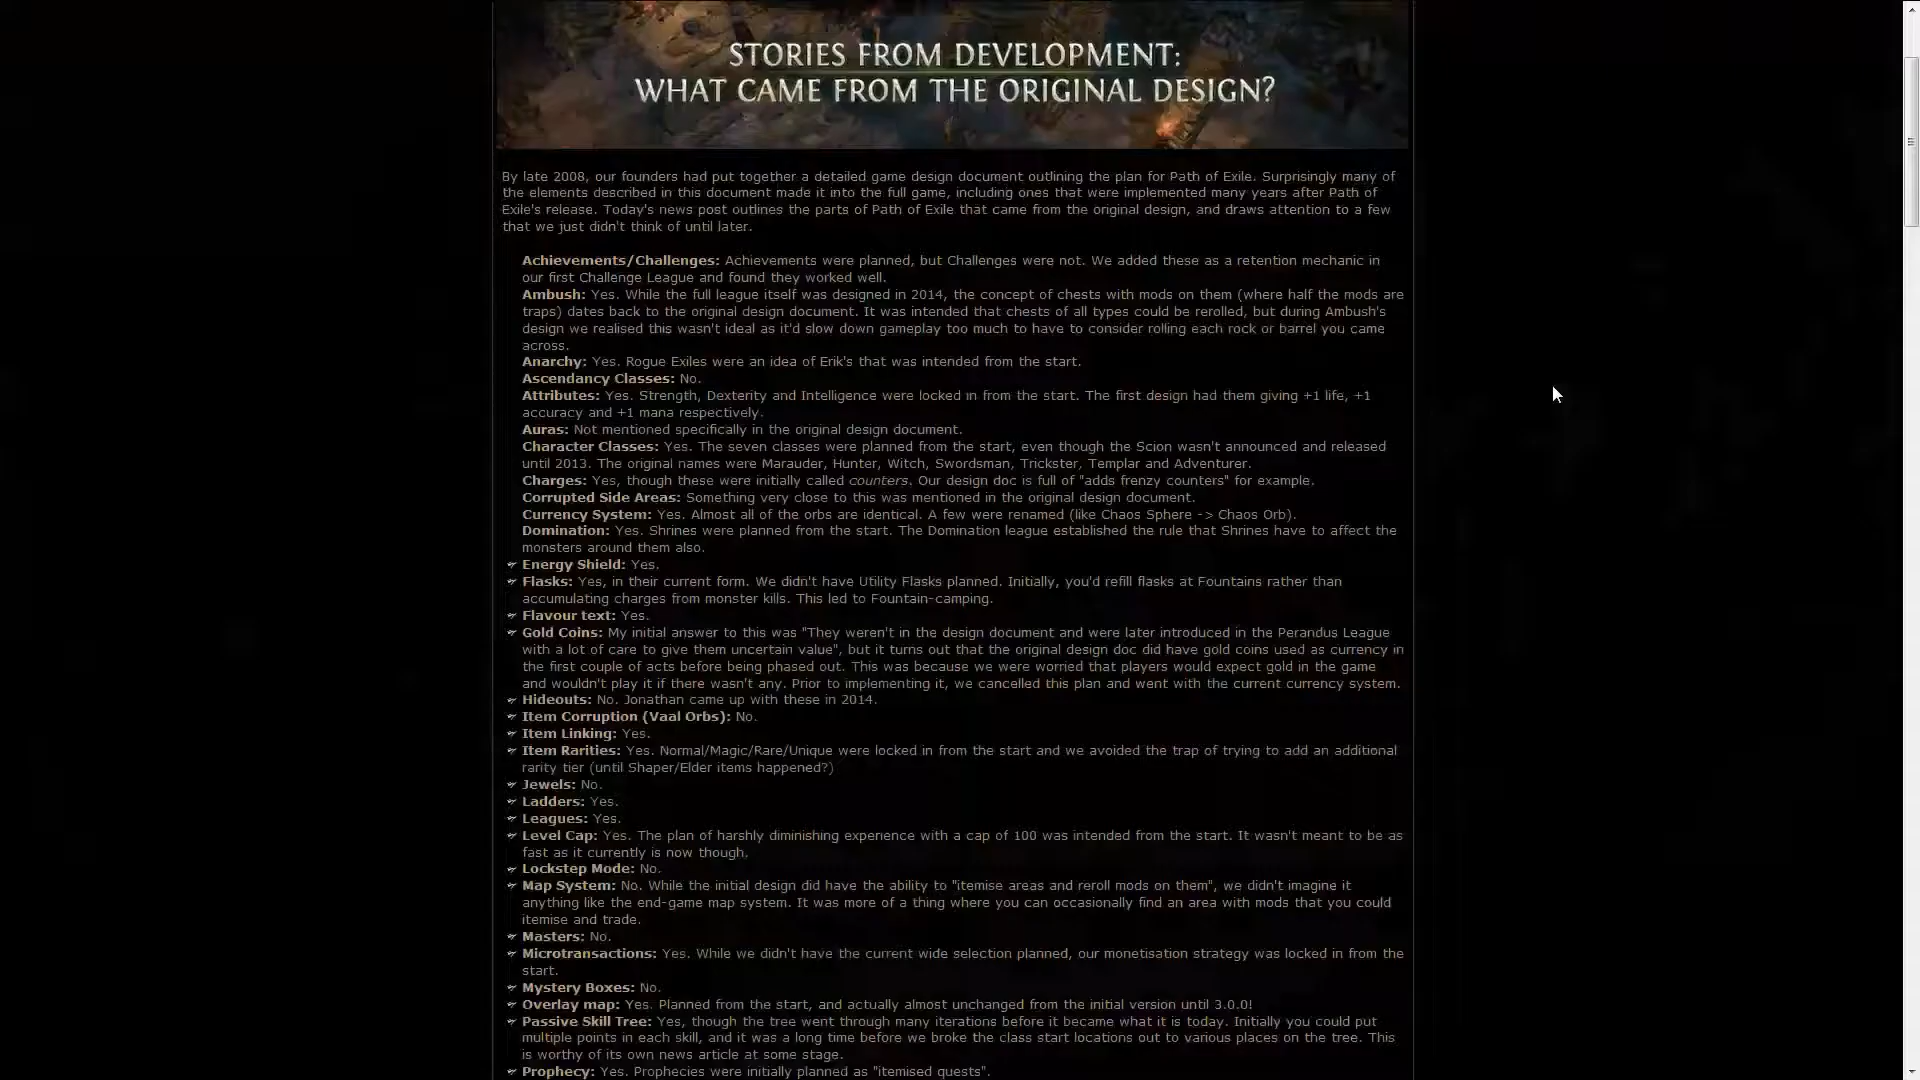 STORIES FROM DEVELOPMENT:
WHAT CAME FROM THE ORIGINAL DESIGN?
By late 2008, our founders had put together a detailed game design document outlining the plan for Path of Exile. Surprisingly many of
the elements described in this document made it into the full game, including ones that were implemented many years after Path of
Exile's release. Today's news post outlines the parts of Path of Exile that came from the original design, and draws attention to a few
that we just didn't think of until later.
Achievements/Challenges: Achievements were planned, but Challenges were not. We added these as a retention mechanic in
our first Challenge League and found they worked well.
Ambush: Yes. While the full league itself was designed in 2014, the concept of chests with mods on them (where half the mods are
traps) dates back to the original design document. It was intended that chests of all types could be rerolled, but during Ambush's
design we realised this wasn't ideal as it'd slow down gameplay too much to have to consider rolling each rock or barrel you came
across.
Anarchy: Yes. Rogue Exiles were an idea of Erik's that was intended from the start.
Ascendancy Classes: No.
Attributes: Yes. Strength, Dexterity and Intelligence were locked in from the start. The first design had them giving +1 life, +1
accuracy and +1 mana respectively.
Auras: Not mentioned specifically in the original design document.
Character Classes: Yes. The seven classes were planned from the start, even though the Scion wasn't announced and released
until 2013. The original names were Marauder, Hunter, Witch, Swordsman, Trickster, Templar and Adventurer.
Charges: Yes, though these were initially called counters. Our design doc is full of "adds frenzy counters" for example.
Corrupted Side Areas: Something very close to this was mentioned in the original design document.
Currency System: Yes. Almost all of the orbs are identical. A few were renamed (like Chaos Sphere -> Chaos Orb).
Domination: Yes. Shrines were planned from the start. The Domination league established the rule that Shrines have to affect the
monsters around them also.
Energy Shield: Yes.
Flasks: Yes, in their current form. We didn't have Utility Flasks planned. Initially, you'd refill flasks at Fountains rather than
accumulating charges from monster kills. This led to Fountain-camping.
Flavour text: Yes.
Gold Coins: My initial answer to this was "They weren't in the design document and were later introduced in the Perandus League
with a lot of care to give them uncertain value", but it turns out that the original design doc did have gold coins used as currency in
the first couple of acts before being phased out. This was because we were worried that players would expect gold in the game
and wouldn't play it if there wasn't any. Prior to implementing it, we cancelled this plan and went with the current currency system.
Hideouts: No. Jonathan came up with these in 2014.
Item Corruption (Vaal Orbs): No.
Item Linking: Yes.
Item Rarities: Yes. Normal/Magic/Rare/Unique were locked in from the start and we avoided the trap of trying to add an additional
rarity tier (until Shaper/Elder items happened?)
Jewels: No.
Ladders: Yes.
Leagues: Yes.
Level Cap: Yes. The plan of harshly diminishing experience with a cap of 100 was intended from the start. It wasn't meant to be as
fast as it currently is now though.
Lockstep Mode: No.
Map System: No. While the initial design did have the ability to "itemise areas and reroll mods on them", we didn't imagine it
anything like the end-game map system. It was more of a thing where you can occasionally find an area with mods that you could
itemise and trade.
Masters: No.
Microtransactions: Yes. While we didn't have the current wide selection planned, our monetisation strategy was locked in from the
start.
Mystery Boxes: No.
Overlay map: Yes. Planned from the start, and actually almost unchanged from the initial version until 3.0.0!
Passive Skill Tree: Yes, though the tree went through many iterations before it became what it is today. Initially you could put
multiple points in each skill, and it was a long time before we broke the class start locations out to various places on the tree. This
is worthy of its own news article at some stage.
Prophecy: Yes. Prophecies were initially planned as "itemised quests".